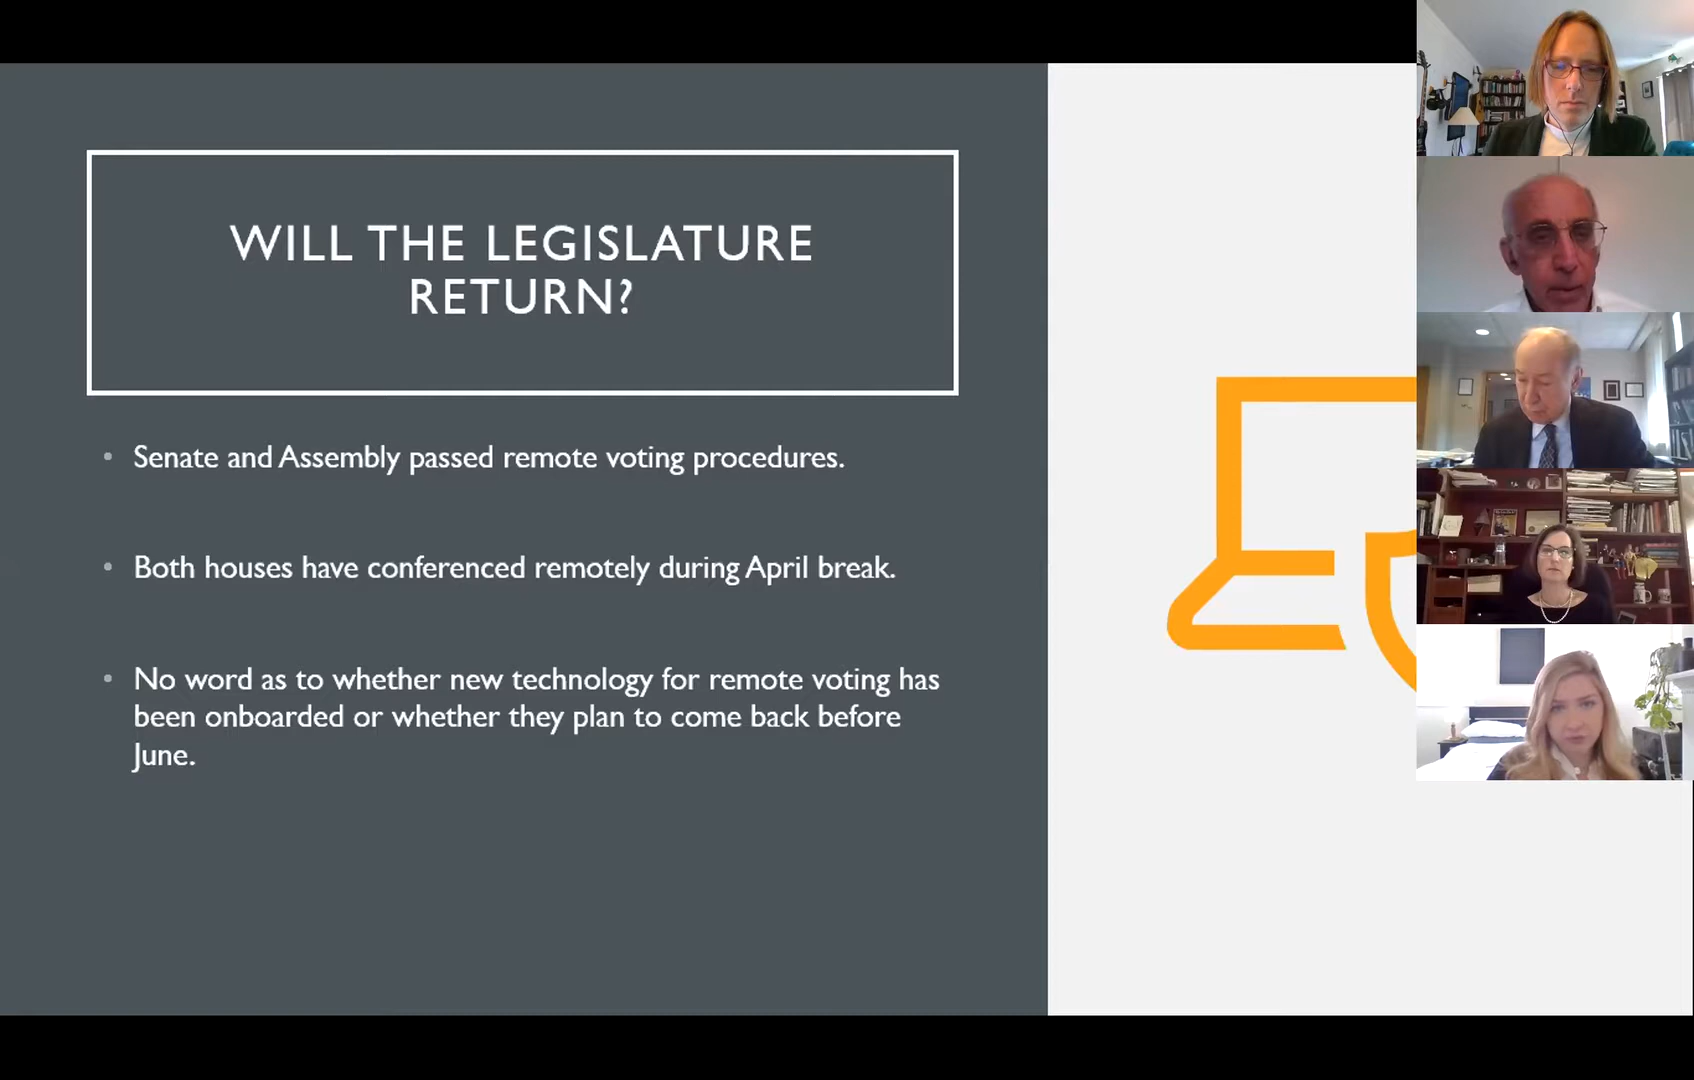 WILL THE LEGISLATURE
RETURN?
• Senate and Assembly passed remote voting procedures.
• Both houses have conferenced remotely during April break.
• No word as to whether new technology for remote voting has
been onboarded or whether they plan to come back before
June.